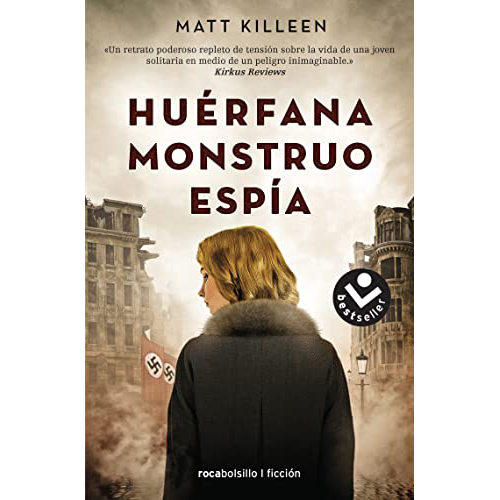 MATT KILLEEN
«Un retrato poderoso repleto de tensión sobre la vida de una joven
solitaria en medio de un peligro inimaginable.»
Kirkus Reviews
HUÉRFANA
MONSTRUO
ESPÍA
bestseller
rocabolsillo | ficción